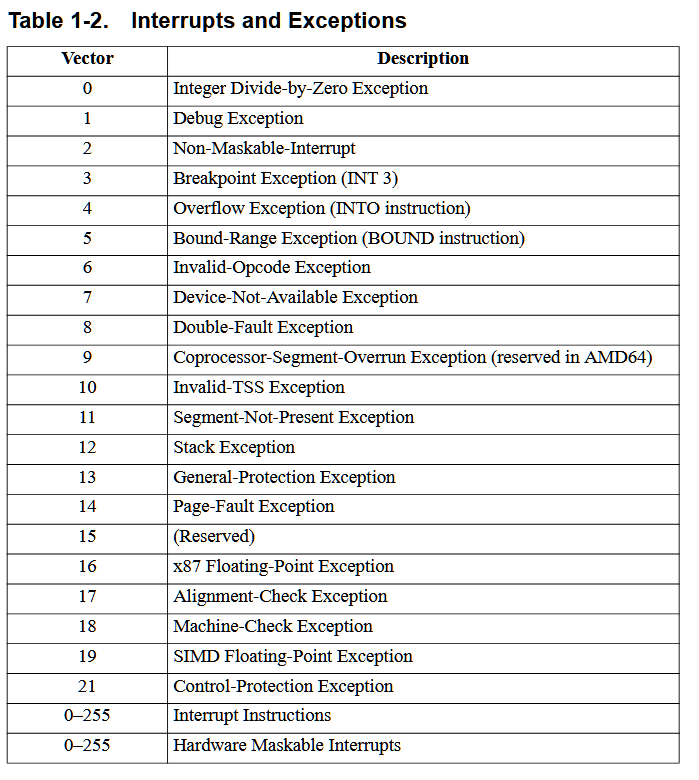 Table 1-2. Interrupts and Exceptions
Vector Description
0 Integer Divide-by-Zero Exception
1 Debug Exception
2 Non-Maskable-Interrupt
3 Breakpoint Exception (INT 3)
4 Overflow Exception (INTO instruction)
5 Bound-Range Exception (BOUND instruction)
6 Invalid-Opcode Exception
7 Device-Not-Available Exception
8 Double-Fault Exception
9 Coprocessor-Segment-Overrun Exception (reserved in AMD64)
10 Invalid-TSS Exception
11 Segment-Not-Present Exception
12 Stack Exception
13 General-Protection Exception
14 Page-Fault Exception
15 (Reserved)
16 x87 Floating-Point Exception
17 Alignment-Check Exception
18 Machine-Check Exception
19 SIMD Floating-Point Exception
21 Control-Protection Exception
0–255 Interrupt Instructions
0–255 Hardware Maskable Interrupts